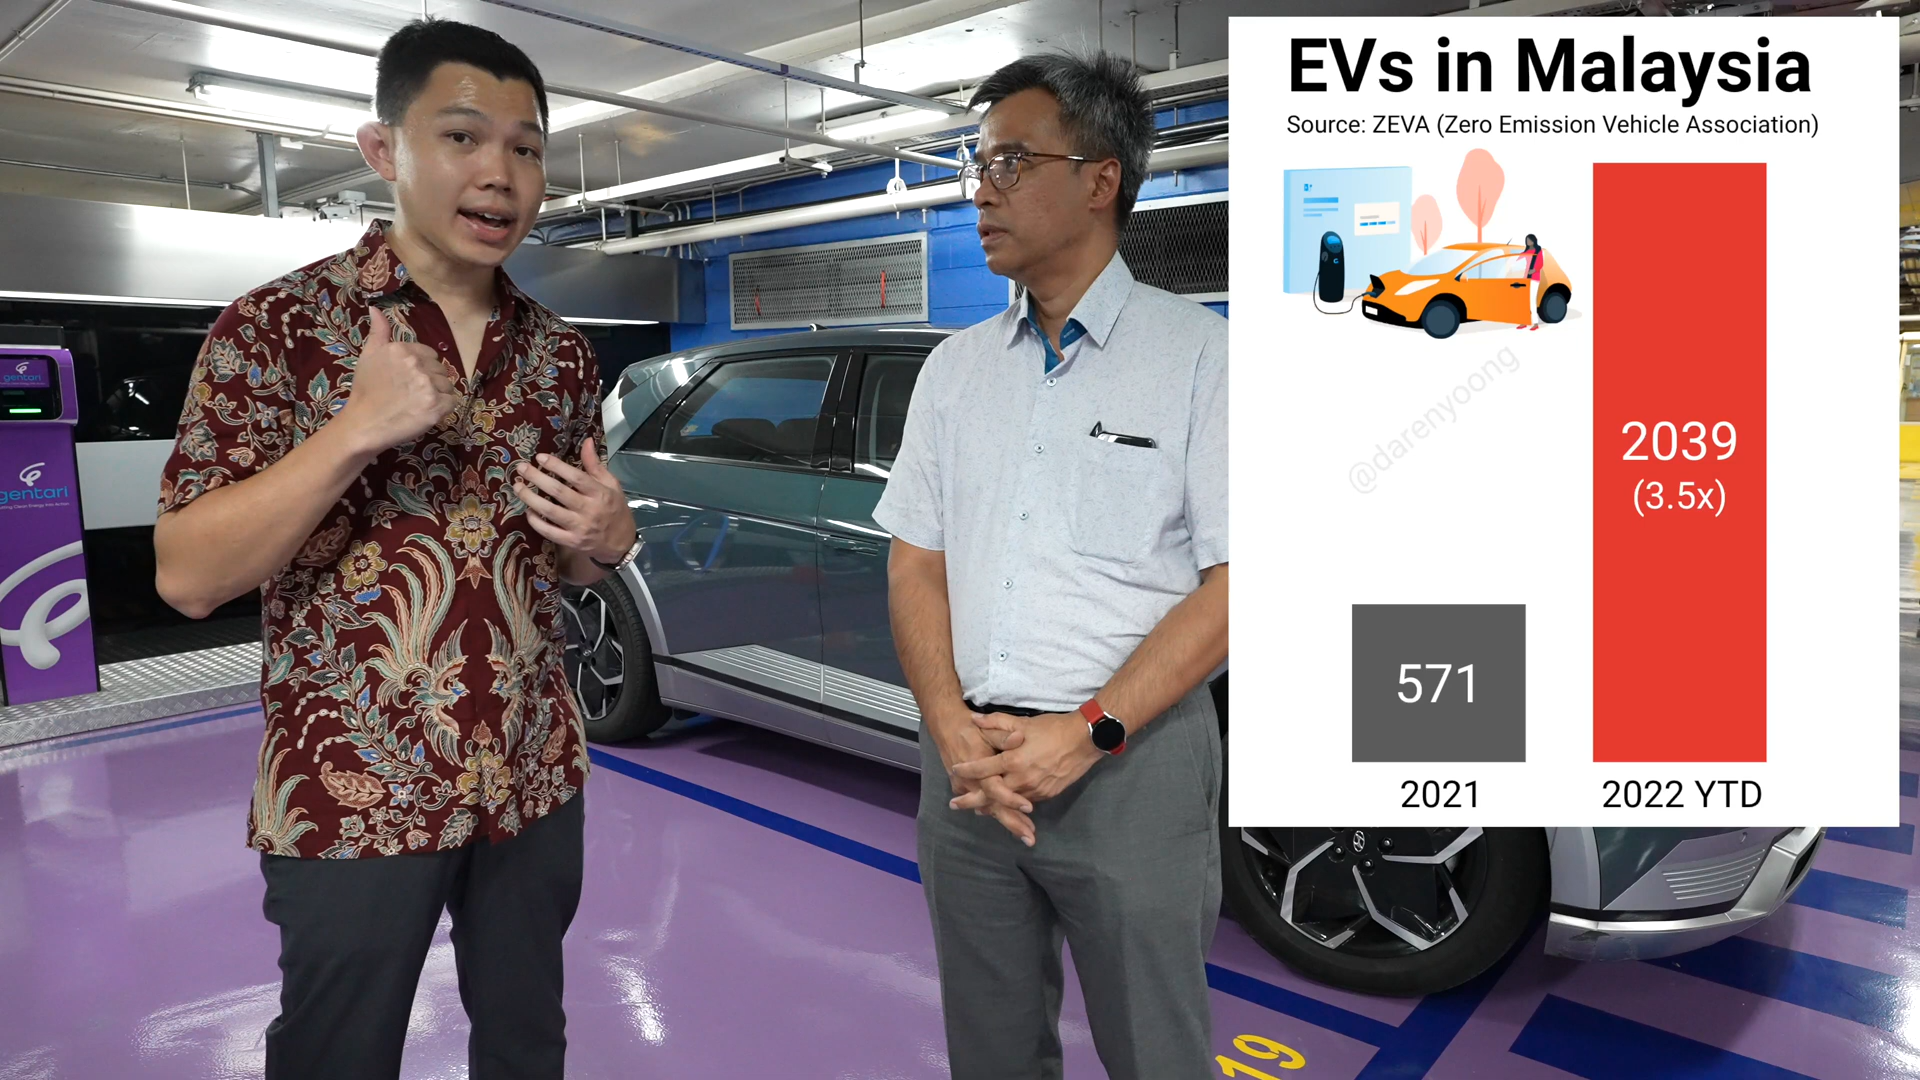 EVs in Malaysia
Source: ZEVA (Zero Emission Vehicle Association)
2039
(3.5x)
@darenyoong
571
2021
2022 YTD
gentari
gentari
19